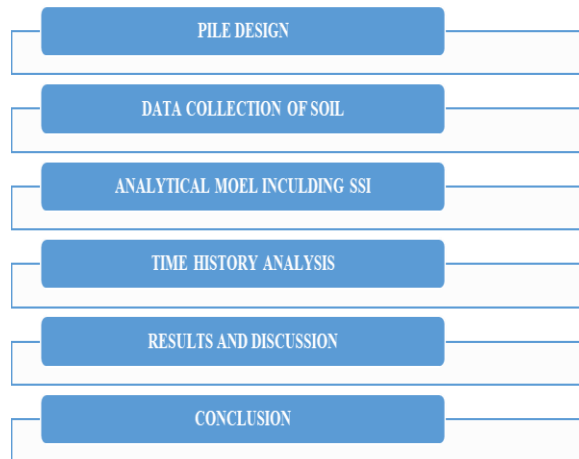 PILE DESIGN
DATA COLLECTION OF SOIL
ANALYTICAL MOEL INCULDING SSI
TIME HISTORY ANALYSIS
RESULTS AND DISCUSSION
CONCLUSION